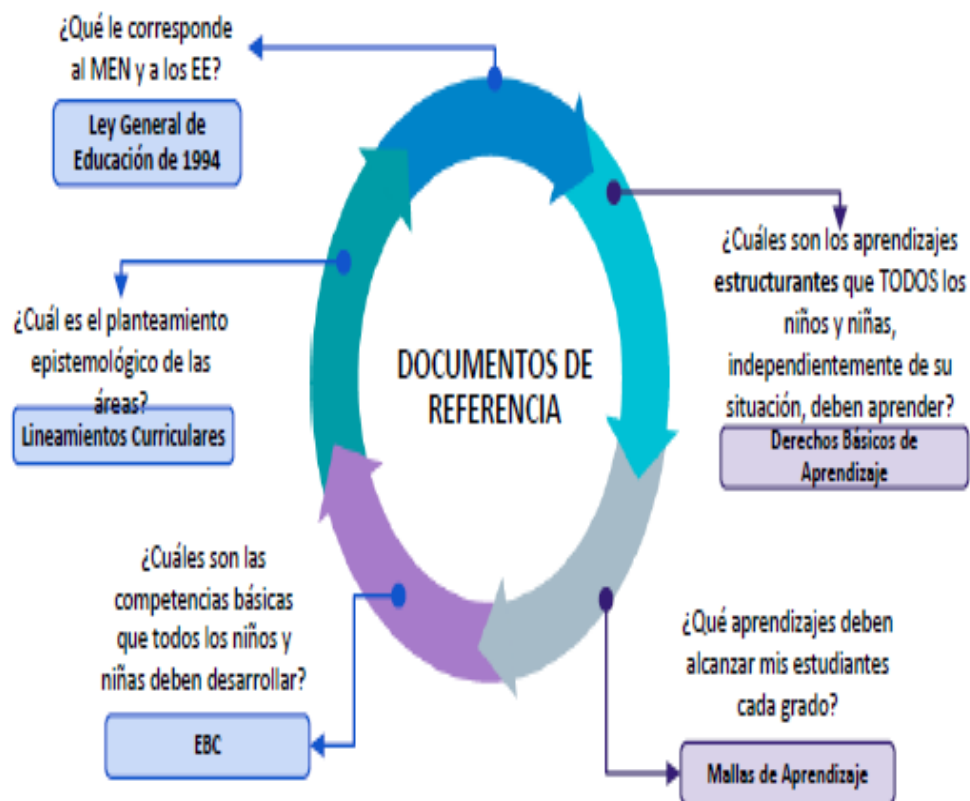 ¿Qué le corresponde
al MEN y a los EE?
Ley General de
Educación de 1994
¿Cuáles son los aprendizajes
estructurantes que TODOS los
niños y niñas,
independientemente de su
situación, deben aprender?
Derechos Básicos de
Aprendizaje
¿Cuál es el planteamiento
epistemológico de las
áreas?
Lineamientos Curriculares
DOCUMENTOS DE
REFERENCIA
¿Cuáles son las
competencias básicas
que todos los niños y
niñas deben desarrollar?
EBC
¿Qué aprendizajes deben
alcanzar mis estudiantes
cada grado?
Mallas de Aprendizaje